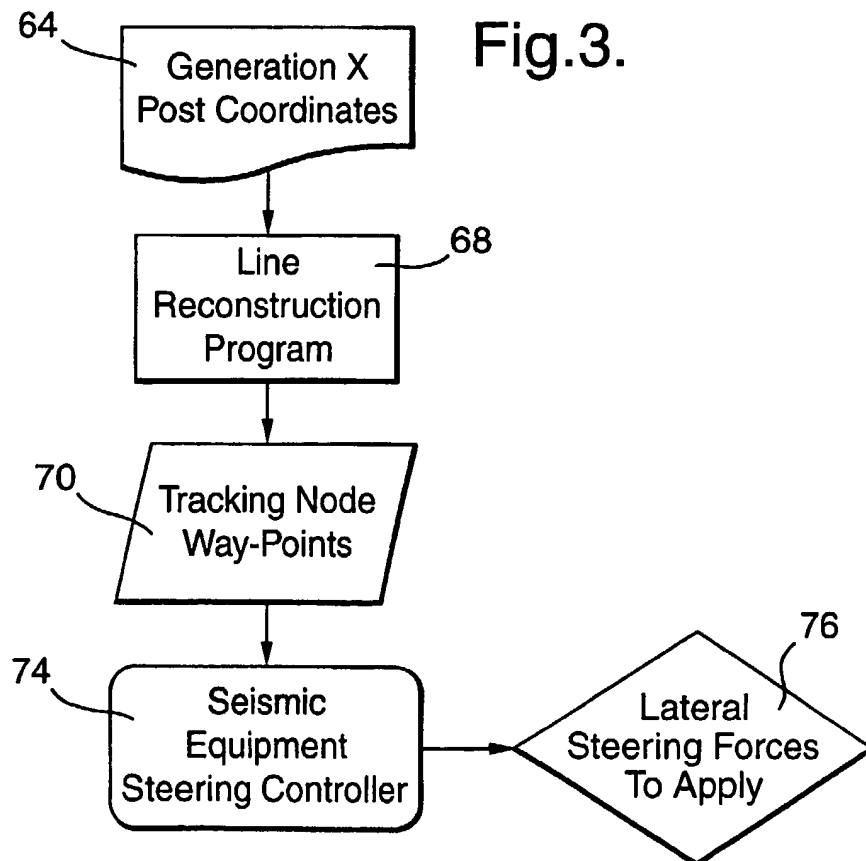 64
Fig.3.
Generation X
Post Coordinates
68
Line
Reconstruction
Program
70
Tracking Node
Way-Points
74
Seismic
Equipment
Steering Controller
76
Lateral
Steering Forces
To Apply